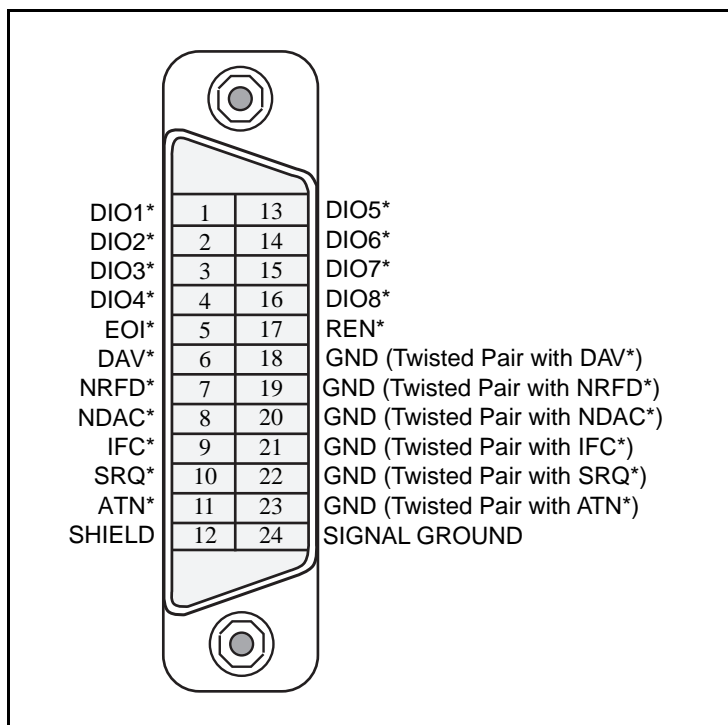 DIO1* 1 13 DIO5*
DIO2* 2 14 DIO6*
DIO3* 3 15 DIO7*
DIO4* 4 16 DIO8*
EOI* 5 17 REN*
DAV* 6 18 GND (Twisted Pair with DAV*)
NRFD* 7 19 GND (Twisted Pair with NRFD*)
NDAC* 8 20 GND (Twisted Pair with NDAC*)
IFC* 9 21 GND (Twisted Pair with IFC*)
SRQ* 10 22 GND (Twisted Pair with SRQ*)
ATN* 11 23 GND (Twisted Pair with ATN*)
SHIELD 12 24 SIGNAL GROUND